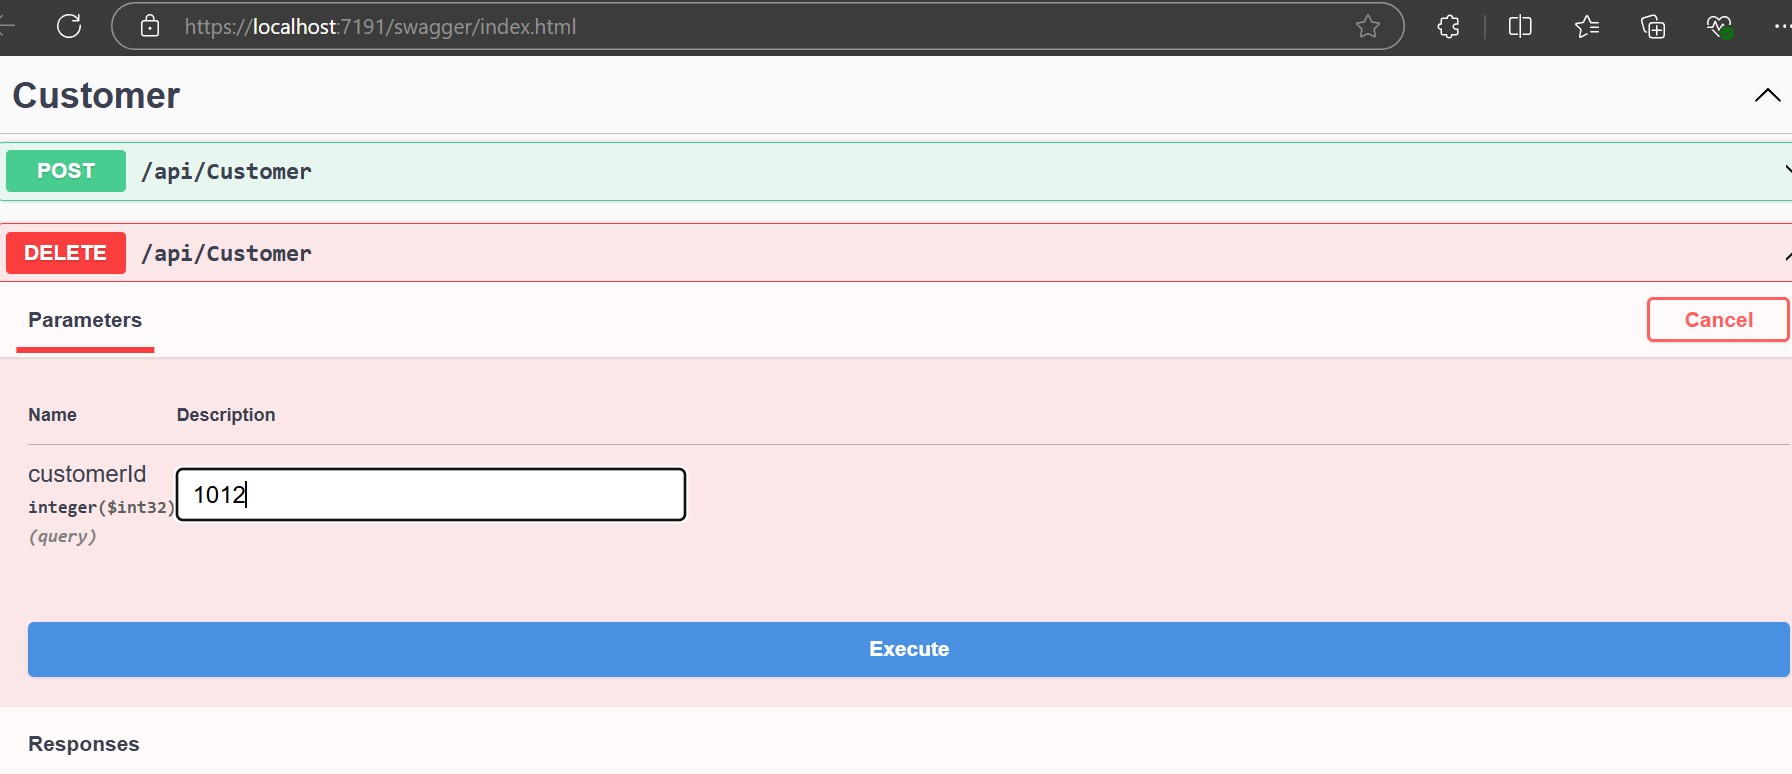 https://localhost:7191/swagger/index.html
Customer
POST /api/Customer
DELETE /api/Customer
Parameters Cancel
Name Description
customerId
integer($int32) 1012
(query)
Execute
Responses